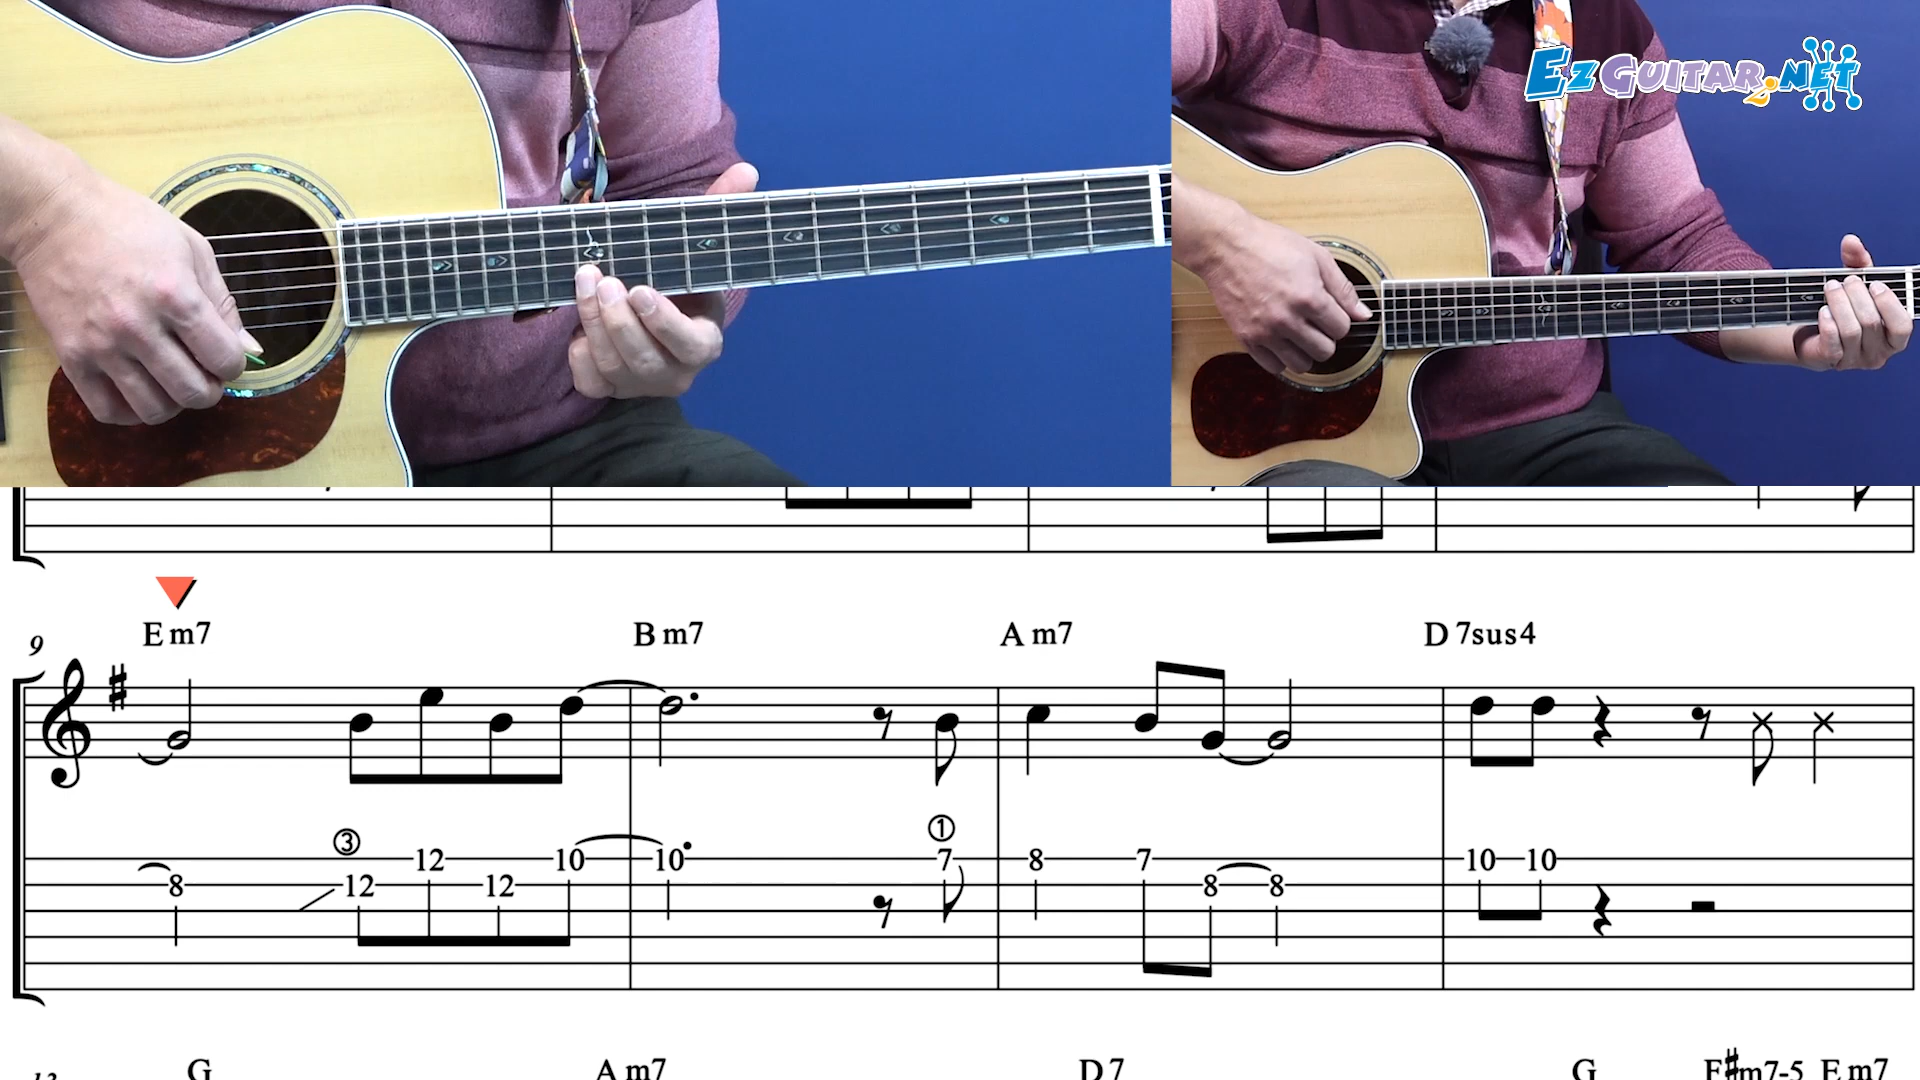 EZGUITAR.NET
9
Em7 Bm7 Am7 D7sus4
③ ①
12 10 10 7 8 7 10 10
8 12 12 8 8
G Am7 D7 G F#m7-5 Em7